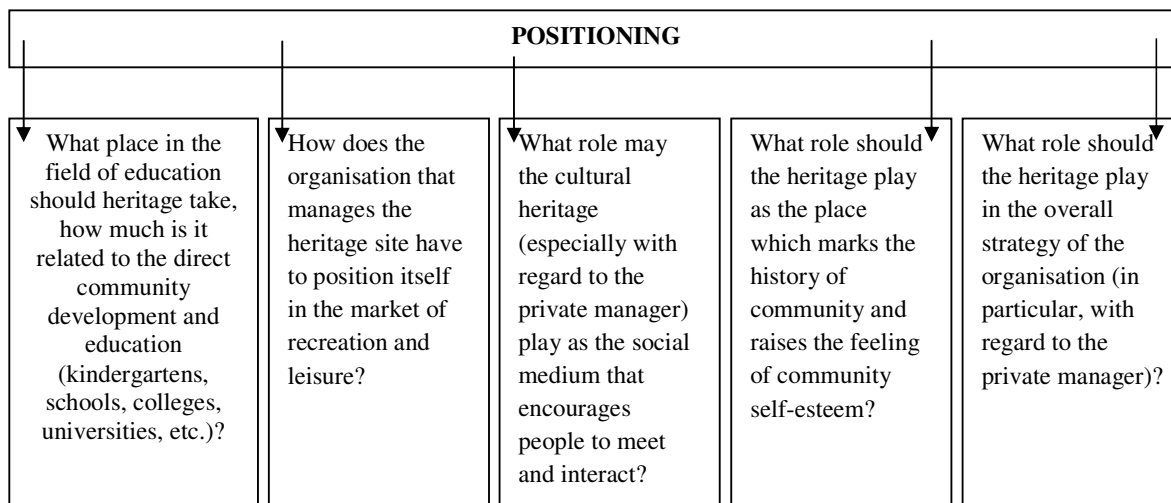 POSITIONING
What place in the
field of education
should heritage take,
how much is it
related to the direct
community
development and
education
(kindergartens,
schools, colleges,
universities, etc.)?
How does the
organisation that
manages the
heritage site have
to position itself
in the market of
recreation and
leisure?
What role may
the cultural
heritage
(especially with
regard to the
private manager)
play as the social
medium that
encourages
people to meet
and interact?
What role should
the heritage play
as the place
which marks the
history of
community and
raises the feeling
of community
self-esteem?
What role should
the heritage play
in the overall
strategy of the
organisation (in
particular, with
regard to the
private manager)?